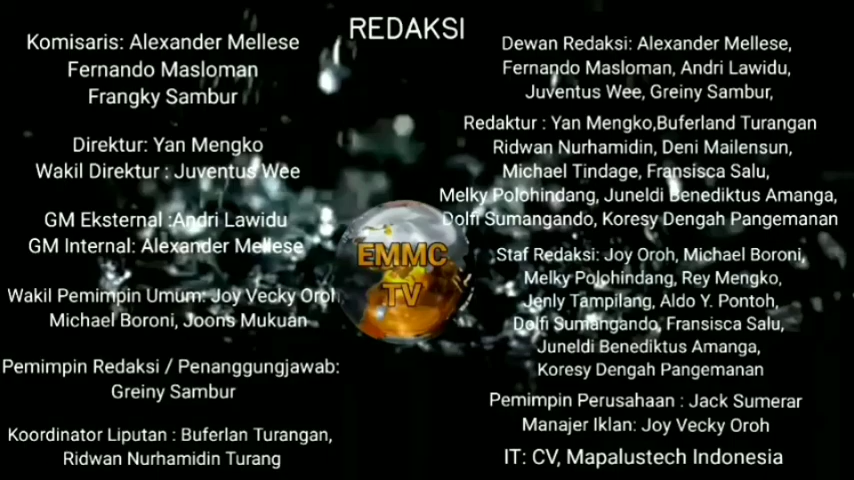 REDAKSI
Komisaris: Alexander Mellese
Fernando Masloman
Frangky Sambur
Direktur: Yan Mengko
Wakil Direktur : Juventus Wee
GM Eksternal :Andri Lawidu
GM Internal: Alexander Mellese
Wakil Pemimpin Umum: Joy Vecky Oroh,
Michael Boroni, Joons Mukuan
Pemimpin Redaksi / Penanggungjawab:
Greiny Sambur
Koordinator Liputan : Buferlan Turangan,
Ridwan Nurhamidin Turang
EMMC
TV
Dewan Redaksi: Alexander Mellese,
Fernando Masloman, Andri Lawidu,
Juventus Wee, Greiny Sambur,
Redaktur : Yan Mengko,Buferland Turangan
Ridwan Nurhamidin, Deni Mailensun,
Michael Tindage, Fransisca Salu,
Melky Polohindang, Juneldi Benediktus Amanga,
Dolfi Sumangando, Koresy Dengah Pangemanan
Staf Redaksi: Joy Oroh, Michael Boroni,
Melky Polohindang, Rey Mengko,
Jenly Tampilang, Aldo Y. Pontoh,
Dolfi Sumangando, Fransisca Salu,
Juneldi Benediktus Amanga,
Koresy Dengah Pangemanan
Pemimpin Perusahaan : Jack Sumerar
Manajer Iklan: Joy Vecky Oroh
IT: CV, Mapalustech Indonesia